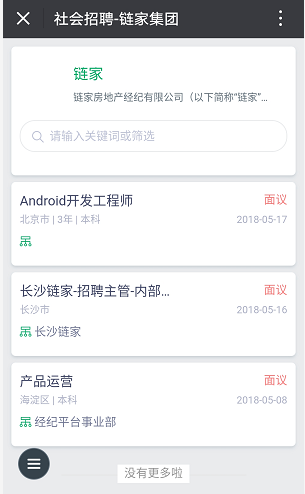 社会招聘-链家集团
链家
链家房地产经纪有限公司（以下简称“链家”...
请输入关键词或筛选
Android开发工程师 面议
北京市 | 3年 | 本科 2018-05-17
长沙链家-招聘主管-内部... 面议
长沙市 2018-05-16
长沙链家
产品运营 面议
海淀区 | 本科 2018-05-08
经纪平台事业部
没有更多啦